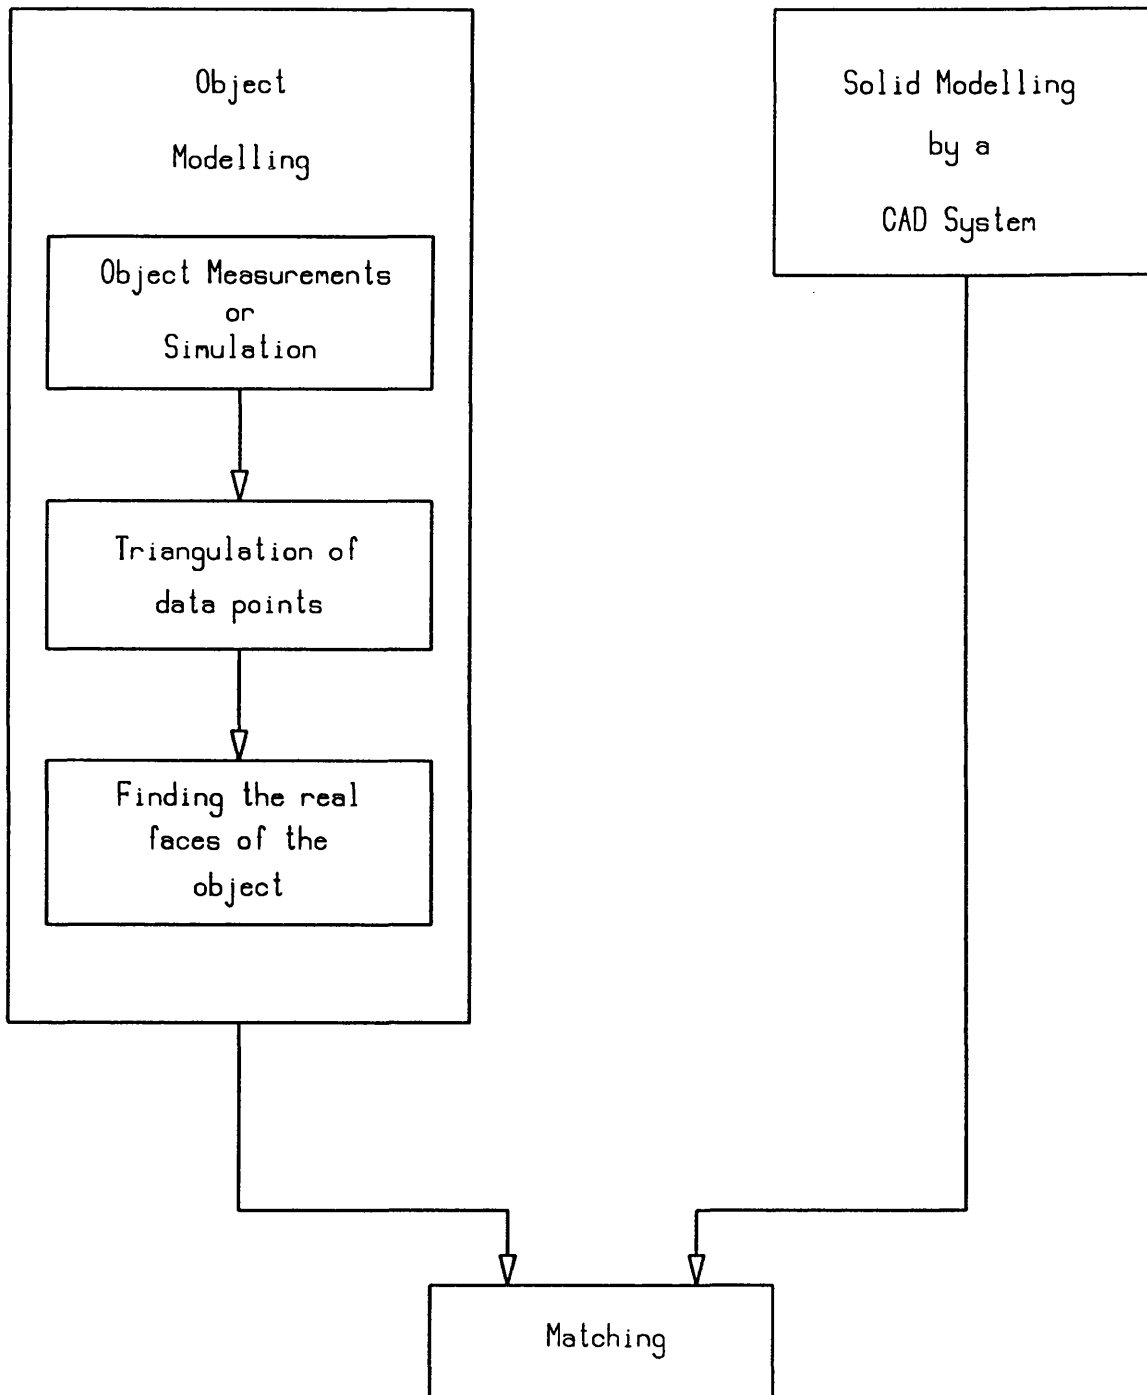 Object
Modelling
Object Measurements
or
Simulation
Triangulation of
data points
Finding the real
faces of the
object
Solid Modelling
by a
CAD System
Matching